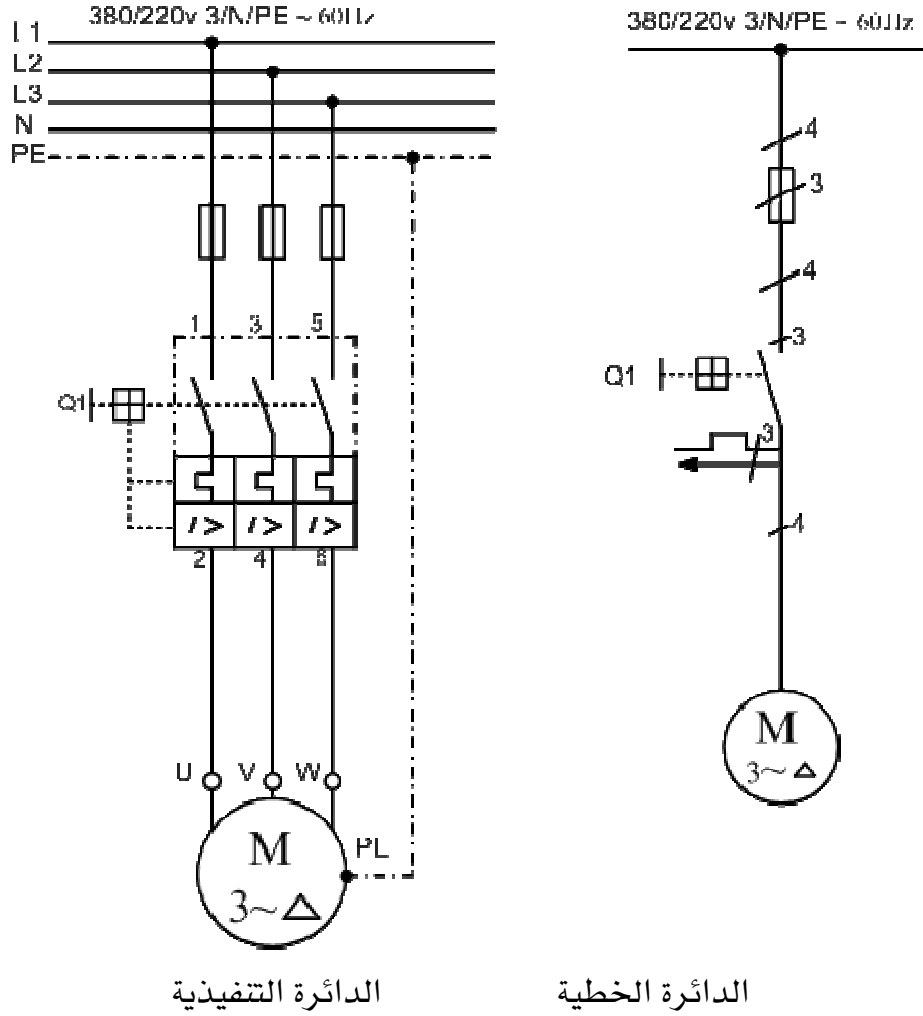 380/220v 3/N/PE ~ 60Hz
L1
L2
L3
N
PE
1 3 5
Q1
I> I> I>
2 4 6
U V W
M
3~ Δ
PE
الدائرة التنفيذية
380/220v 3/N/PE ~ 60Hz
4
3
4
3
Q1
3
4
M
3~ Δ
الدائرة الخطية